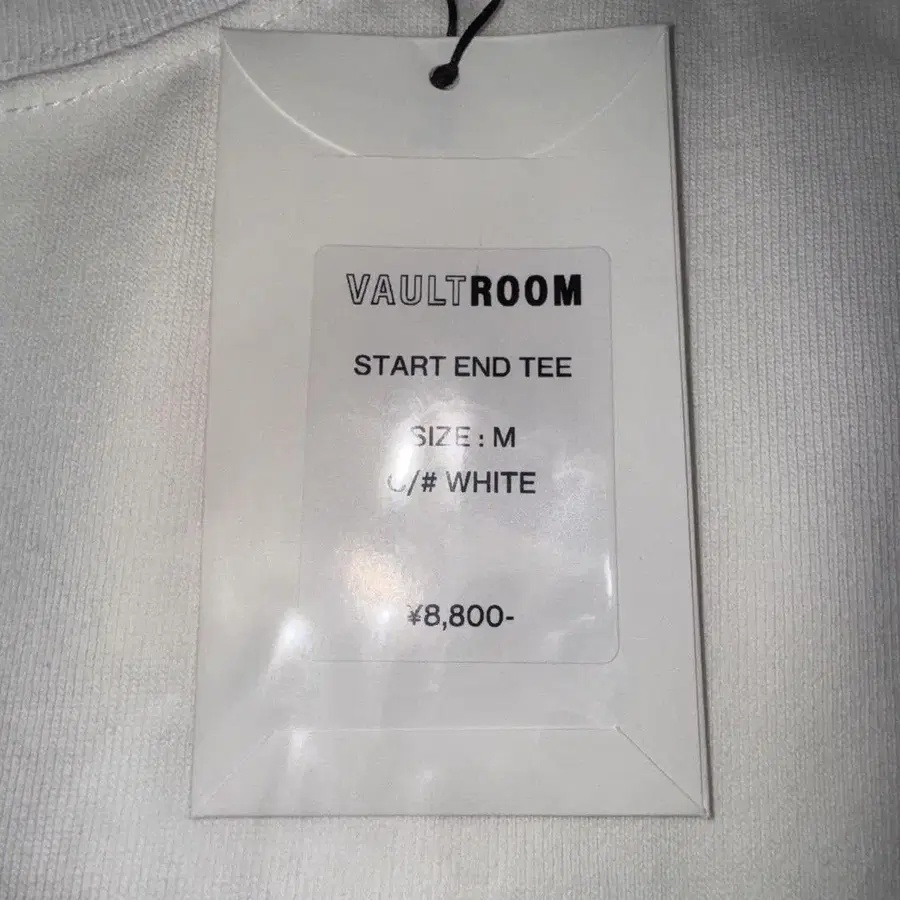 VAULTROOM
START END TEE
SIZE : M
C/# WHITE
¥8,800-